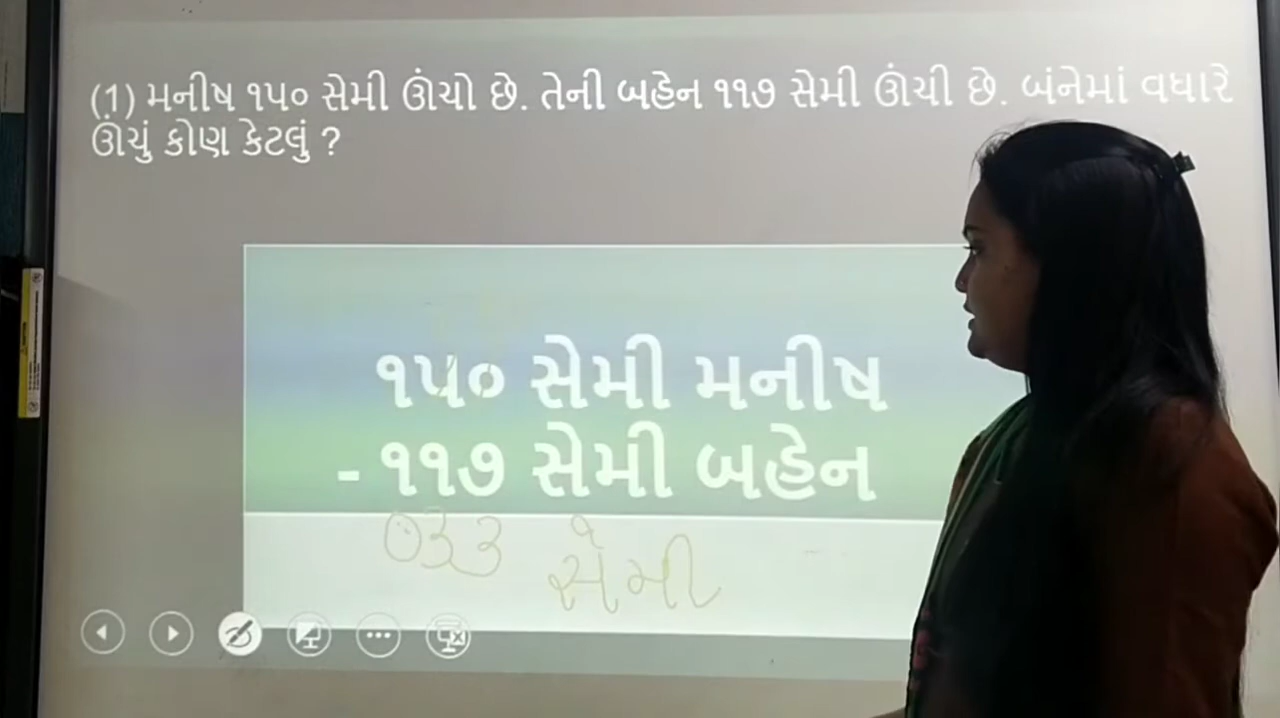 (1) મનીષ ૧૫૦ સેમી ઊંચો છે. તેની બહેન ૧૧૭ સેમી ઊંચી છે. બંનેમાં વધારે
ઊંચું કોણ કેટલું ?
૧૫૦ સેમી મનીષ
- ૧૧૭ સેમી બહેન
૦૩૩ સેમી